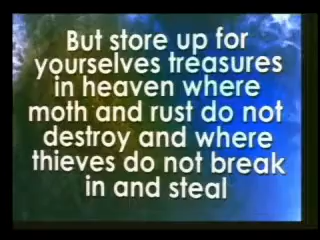 But store up for
yourselves treasures
in heaven where
moth and rust do not
destroy and where
thieves do not break
in and steal